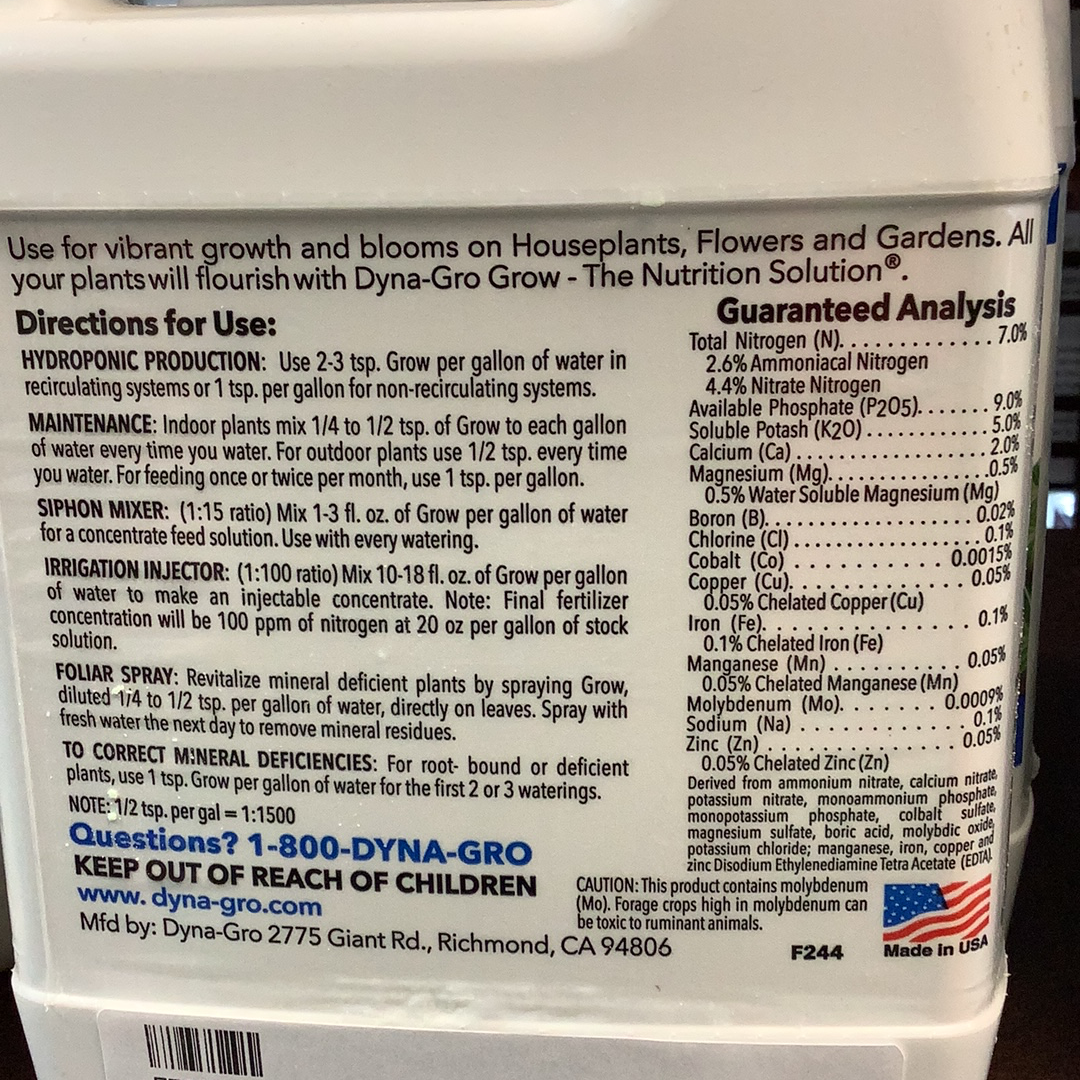 Use for vibrant growth and blooms on Houseplants, Flowers and Gardens. All
your plants will flourish with Dyna-Gro Grow - The Nutrition Solution®.
Directions for Use:
HYDROPONIC PRODUCTION: Use 2-3 tsp. Grow per gallon of water in
recirculating systems or 1 tsp. per gallon for non-recirculating systems.
MAINTENANCE: Indoor plants mix 1/4 to 1/2 tsp. of Grow to each gallon
of water every time you water. For outdoor plants use 1/2 tsp. every time
you water. For feeding once or twice per month, use 1 tsp. per gallon.
SIPHON MIXER: (1:15 ratio) Mix 1-3 fl. oz. of Grow per gallon of water
for a concentrate feed solution. Use with every watering.
IRRIGATION INJECTOR: (1:100 ratio) Mix 10-18 fl. oz. of Grow per gallon
of water to make an injectable concentrate. Note: Final fertilizer
concentration will be 100 ppm of nitrogen at 20 oz per gallon of stock
solution.
FOLIAR SPRAY: Revitalize mineral deficient plants by spraying Grow,
diluted 1/4 to 1/2 tsp. per gallon of water, directly on leaves. Spray with
fresh water the next day to remove mineral residues.
TO CORRECT MINERAL DEFICIENCIES: For root- bound or deficient
plants, use 1 tsp. Grow per gallon of water for the first 2 or 3 waterings.
NOTE: 1/2 tsp. per gal = 1:1500
Questions? 1-800-DYNA-GRO
KEEP OUT OF REACH OF CHILDREN
www. dyna-gro.com
Mfd by: Dyna-Gro 2775 Giant Rd., Richmond, CA 94806
Guaranteed Analysis
Total Nitrogen (N). . . . . . . . . . . . . 7.0%
2.6% Ammoniacal Nitrogen
4.4% Nitrate Nitrogen
Available Phosphate (P2O5). . . . . . . 9.0%
Soluble Potash (K2O) . . . . . . . . . . . 5.0%
Calcium (Ca) . . . . . . . . . . . . . . . . . 2.0%
Magnesium (Mg). . . . . . . . . . . . . .0.5%
0.5% Water Soluble Magnesium (Mg)
Boron (B). . . . . . . . . . . . . . . . . . 0.02%
Chlorine (Cl) . . . . . . . . . . . . . . . . 0.1%
Cobalt (Co) . . . . . . . . . . . 0.0015%
Copper (Cu). . . . . . . . . . . . . 0.05%
0.05% Chelated Copper (Cu)
Iron (Fe). . . . . . . . . . . . . . . . 0.1%
0.1% Chelated Iron (Fe)
Manganese (Mn) . . . . . . . . . . 0.05%
0.05% Chelated Manganese (Mn)
Molybdenum (Mo). . . . . . . 0.0009%
Sodium (Na) . . . . . . . . . . . . . 0.1%
Zinc (Zn) . . . . . . . . . . . . . . 0.05%
0.05% Chelated Zinc (Zn)
Derived from ammonium nitrate, calcium nitrate,
potassium nitrate, monoammonium phosphate,
monopotassium phosphate, colbalt sulfate,
magnesium sulfate, boric acid, molybdic oxide,
potassium chloride; manganese, iron, copper and
zinc Disodium Ethylenediamine Tetra Acetate (EDTA).
CAUTION: This product contains molybdenum
(Mo). Forage crops high in molybdenum can
be toxic to ruminant animals.
F244
Made in USA